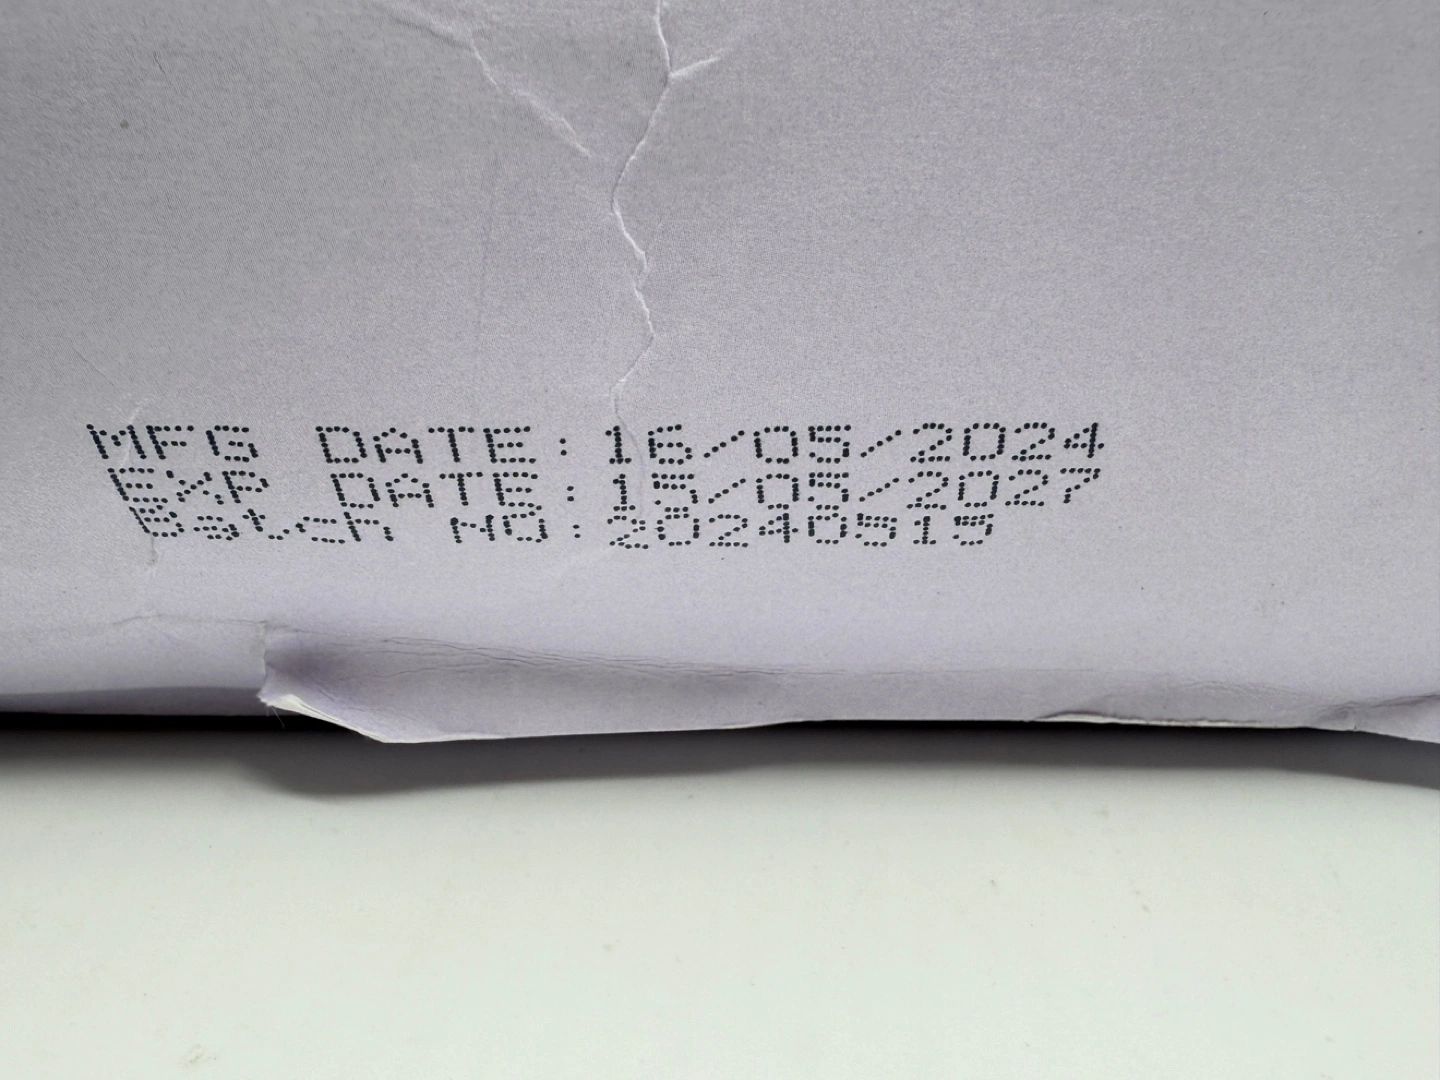 MFG DATE:16/05/2024
EXP DATE:15/05/2027
Batch NO:20240515